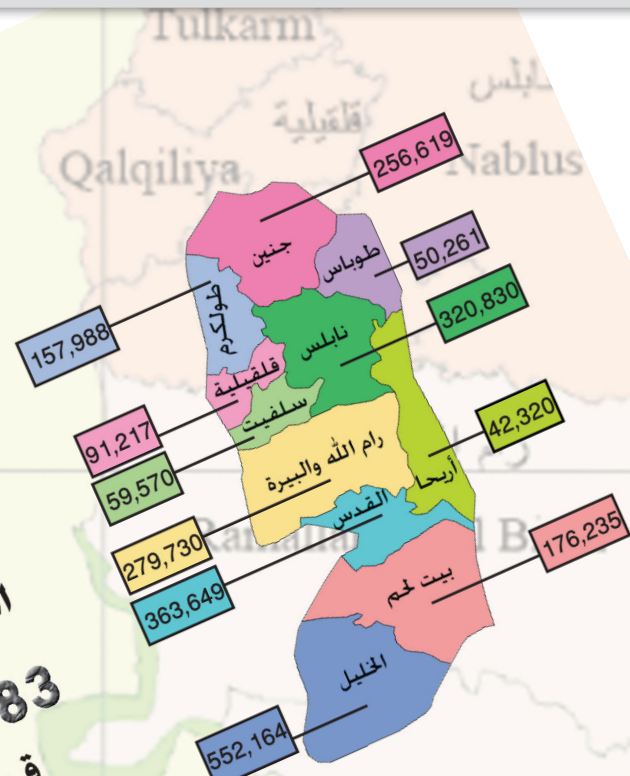 Tulkarm
نابلس
قلقيلية
256,619
Qalqiliya
Nablus
جنين
طوباس
50,261
320,830
طولكرم
157,988
نابلس
قلقيلية
42,320
سلفيت
91,217
59,570
رام الله والبيرة
أريحا
279,730
القدس
176,235
363,649
بيت لحم
الخليل
83
552,164